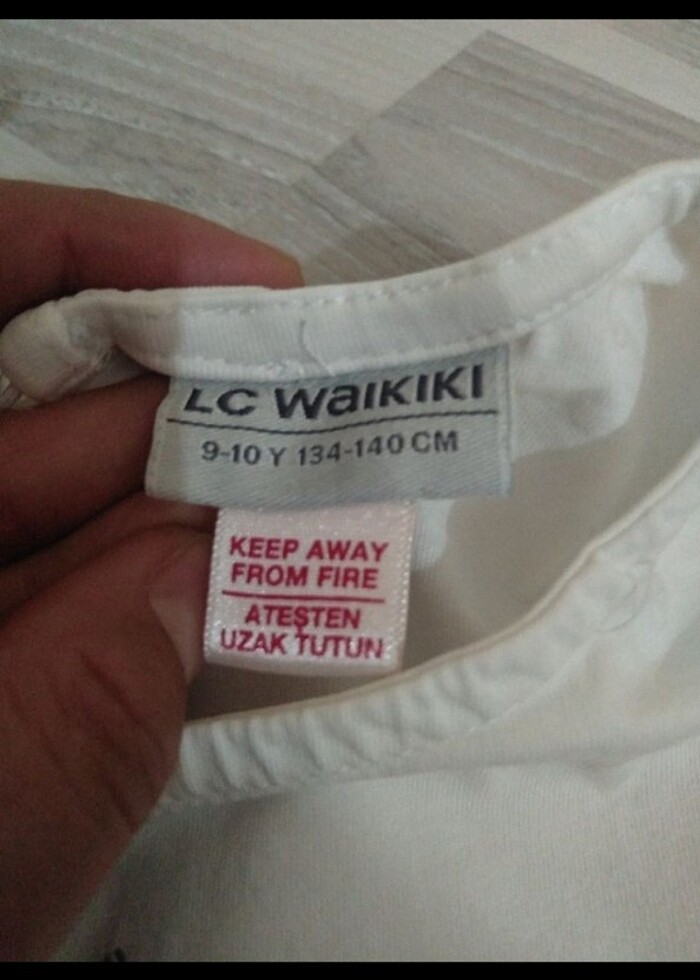 LC WAIKIKI
9-10 Y 134-140 CM
KEEP AWAY
FROM FIRE
ATEŞTEN
UZAK TUTUN